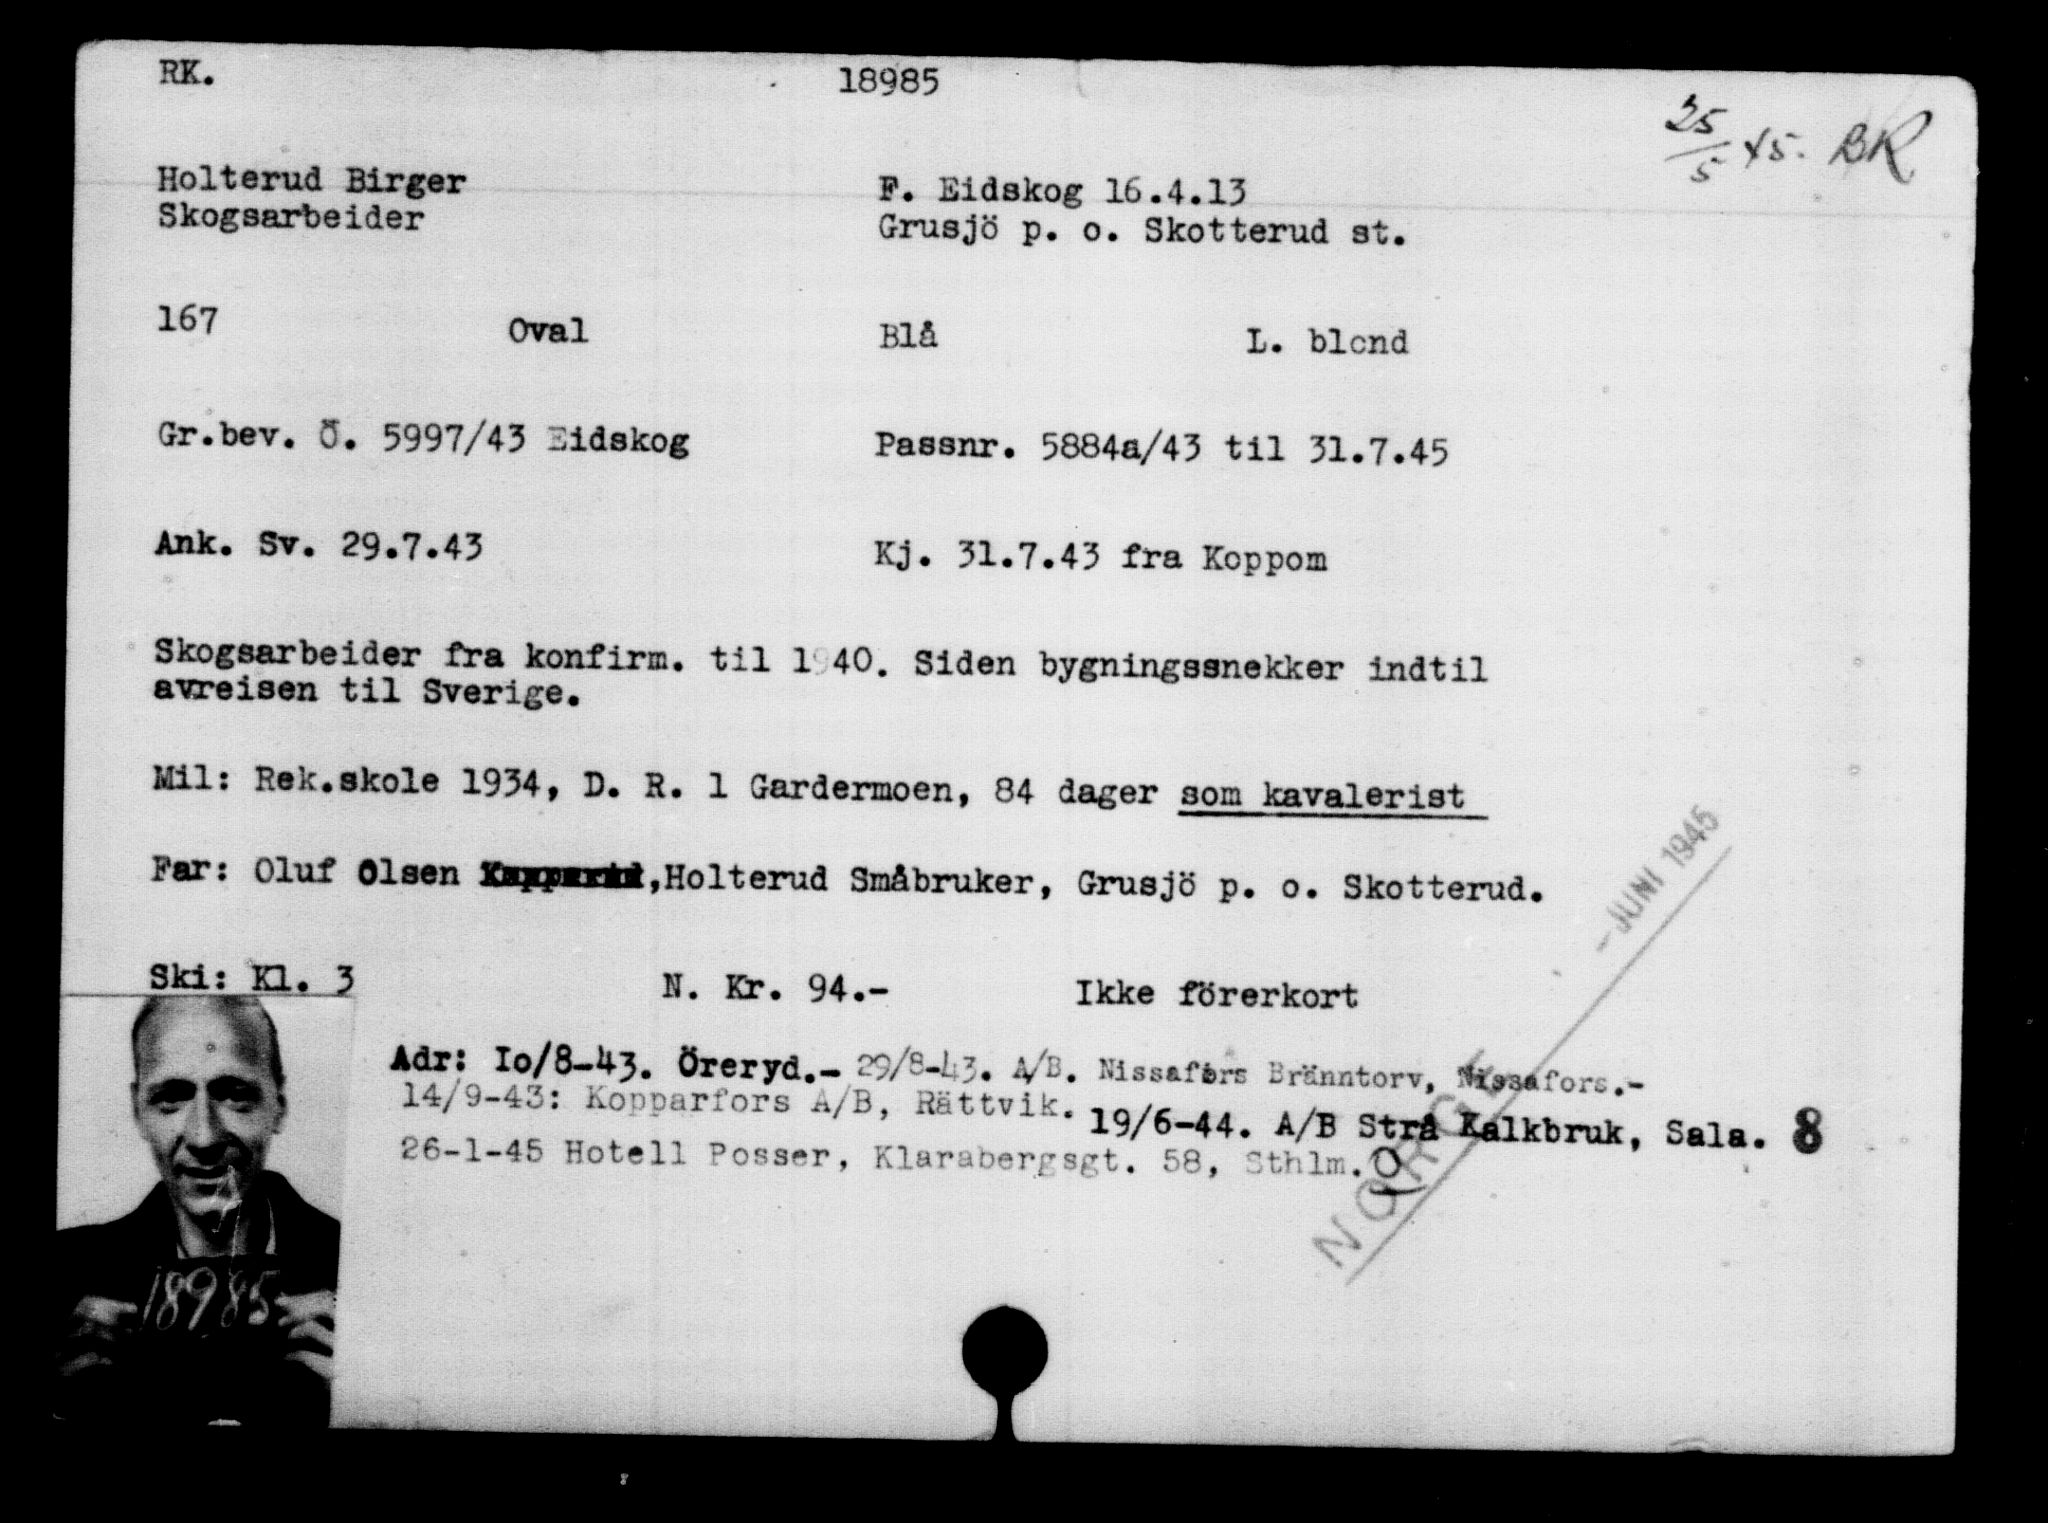 RK. 18985
25/5 45. BR
Holterud Birger F. Eidskog 16.4.13
Skogsarbeider Grusjö p. o. Skotterud st.
167 Oval Blå L. blond
Gr.bev. Ö. 5997/43 Eidskog Passnr. 5884a/43 til 31.7.45
Ank. Sv. 29.7.43 Kj. 31.7.43 fra Koppom
Skogsarbeider fra konfirm. til 1940. Siden bygningssnekker indtil
avreisen til Sverige.
Mil: Rek.skole 1934, D. R. 1 Gardermoen, 84 dager som kavalerist
Far: Oluf Olsen ,Holterud Småbruker, Grusjö p. o. Skotterud.
Ski: Kl. 3 N. Kr. 94.- Ikke förerkort
Adr: Io/8-43. Öreryd.- 29/8-43. A/B. Nissafors Bränntorv, Nissafors.-
14/9-43: Kopparfors A/B, Rättvik. 19/6-44. A/B Strå Kalkbruk, Sala. 8
26-1-45 Hotell Posser, Klarabergsgt. 58, Sthlm.
NORGE - JUNI 1945
18985